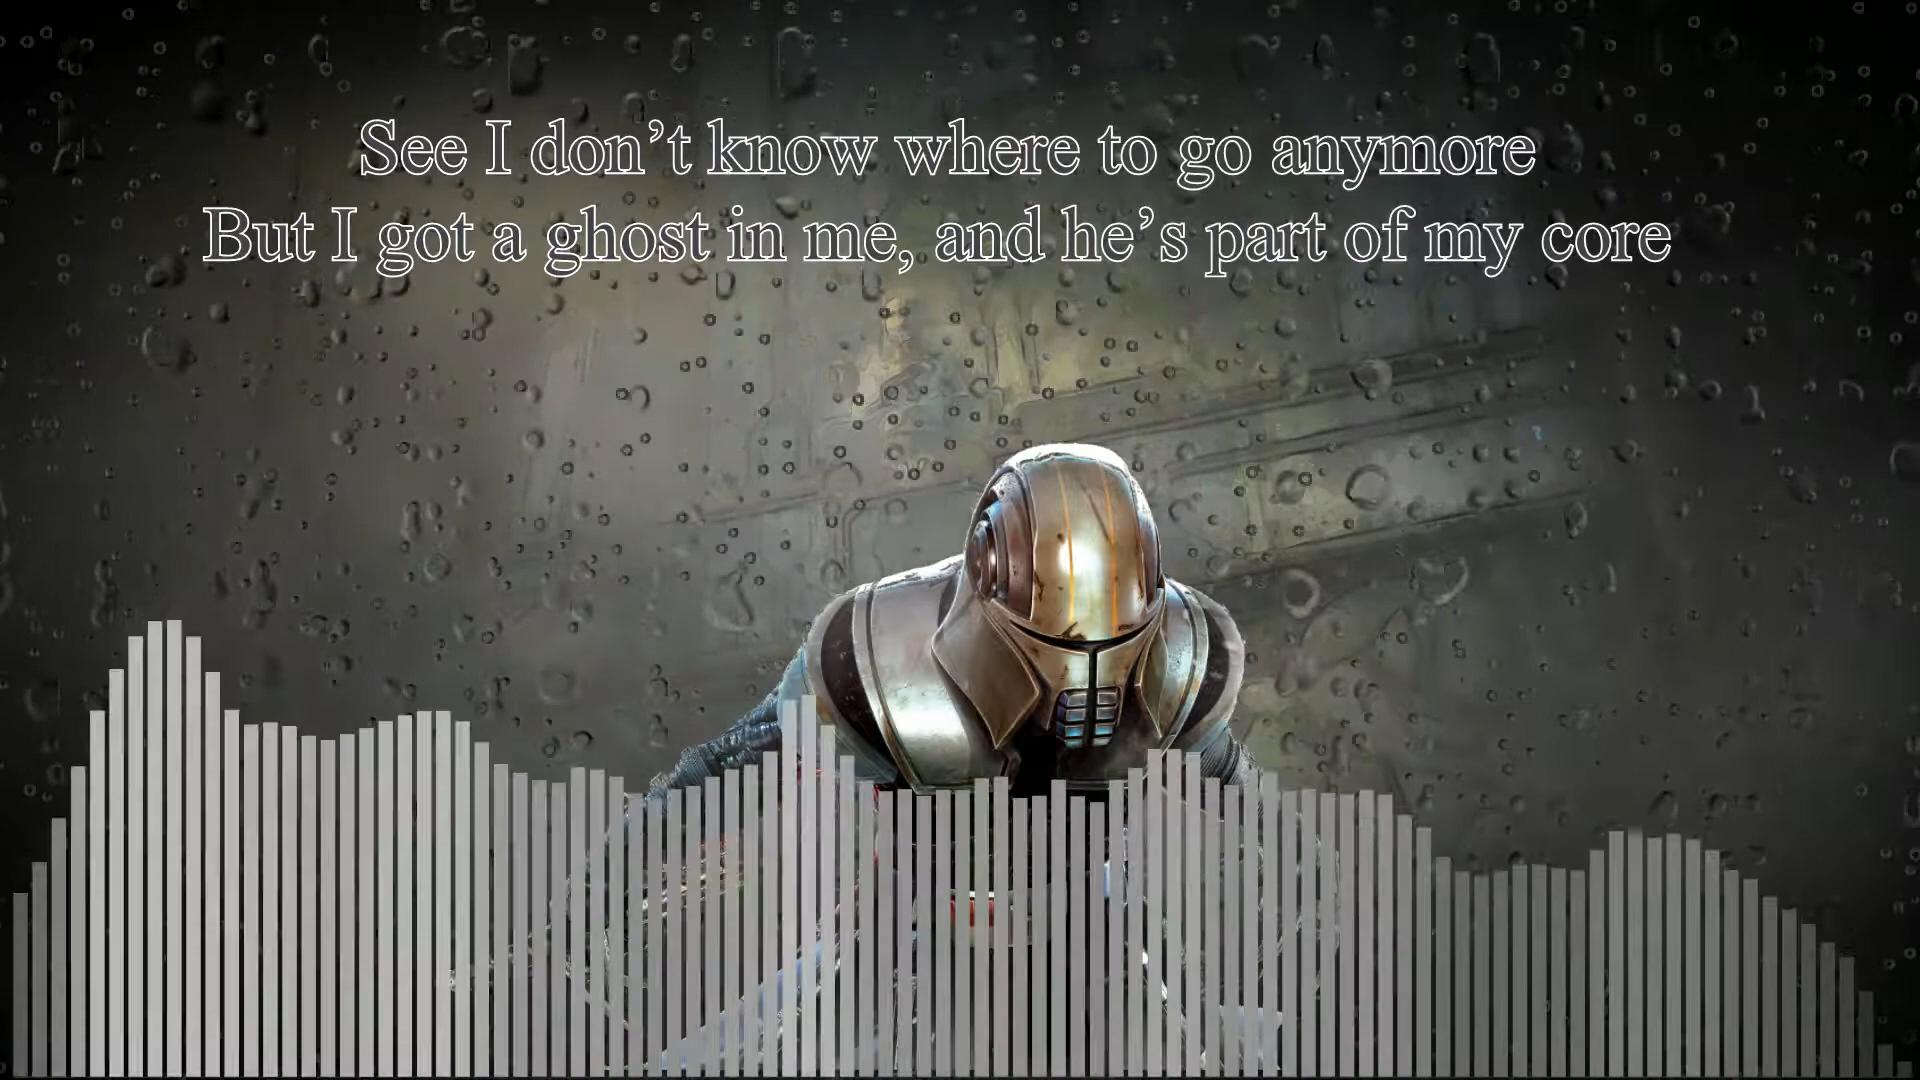 See I don’t know where to go anymore
But I got a ghost in me, and he’s part of my core